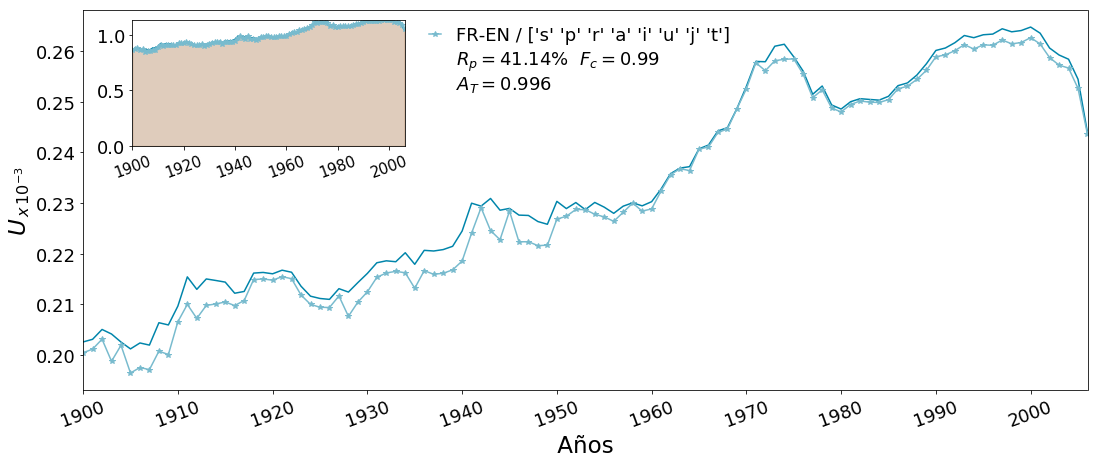 FR-EN / ['s' 'p' 'r' 'a' 'i' 'u' 'j' 't']
R_p = 41.14% F_c = 0.99
A_T = 0.996
1.0
0.5
0.0
1900 1920 1940 1960 1980 2000
U_{x 10^{-3}}
0.26
0.25
0.24
0.23
0.22
0.21
0.20
1900 1910 1920 1930 1940 1950 1960 1970 1980 1990 2000
Años